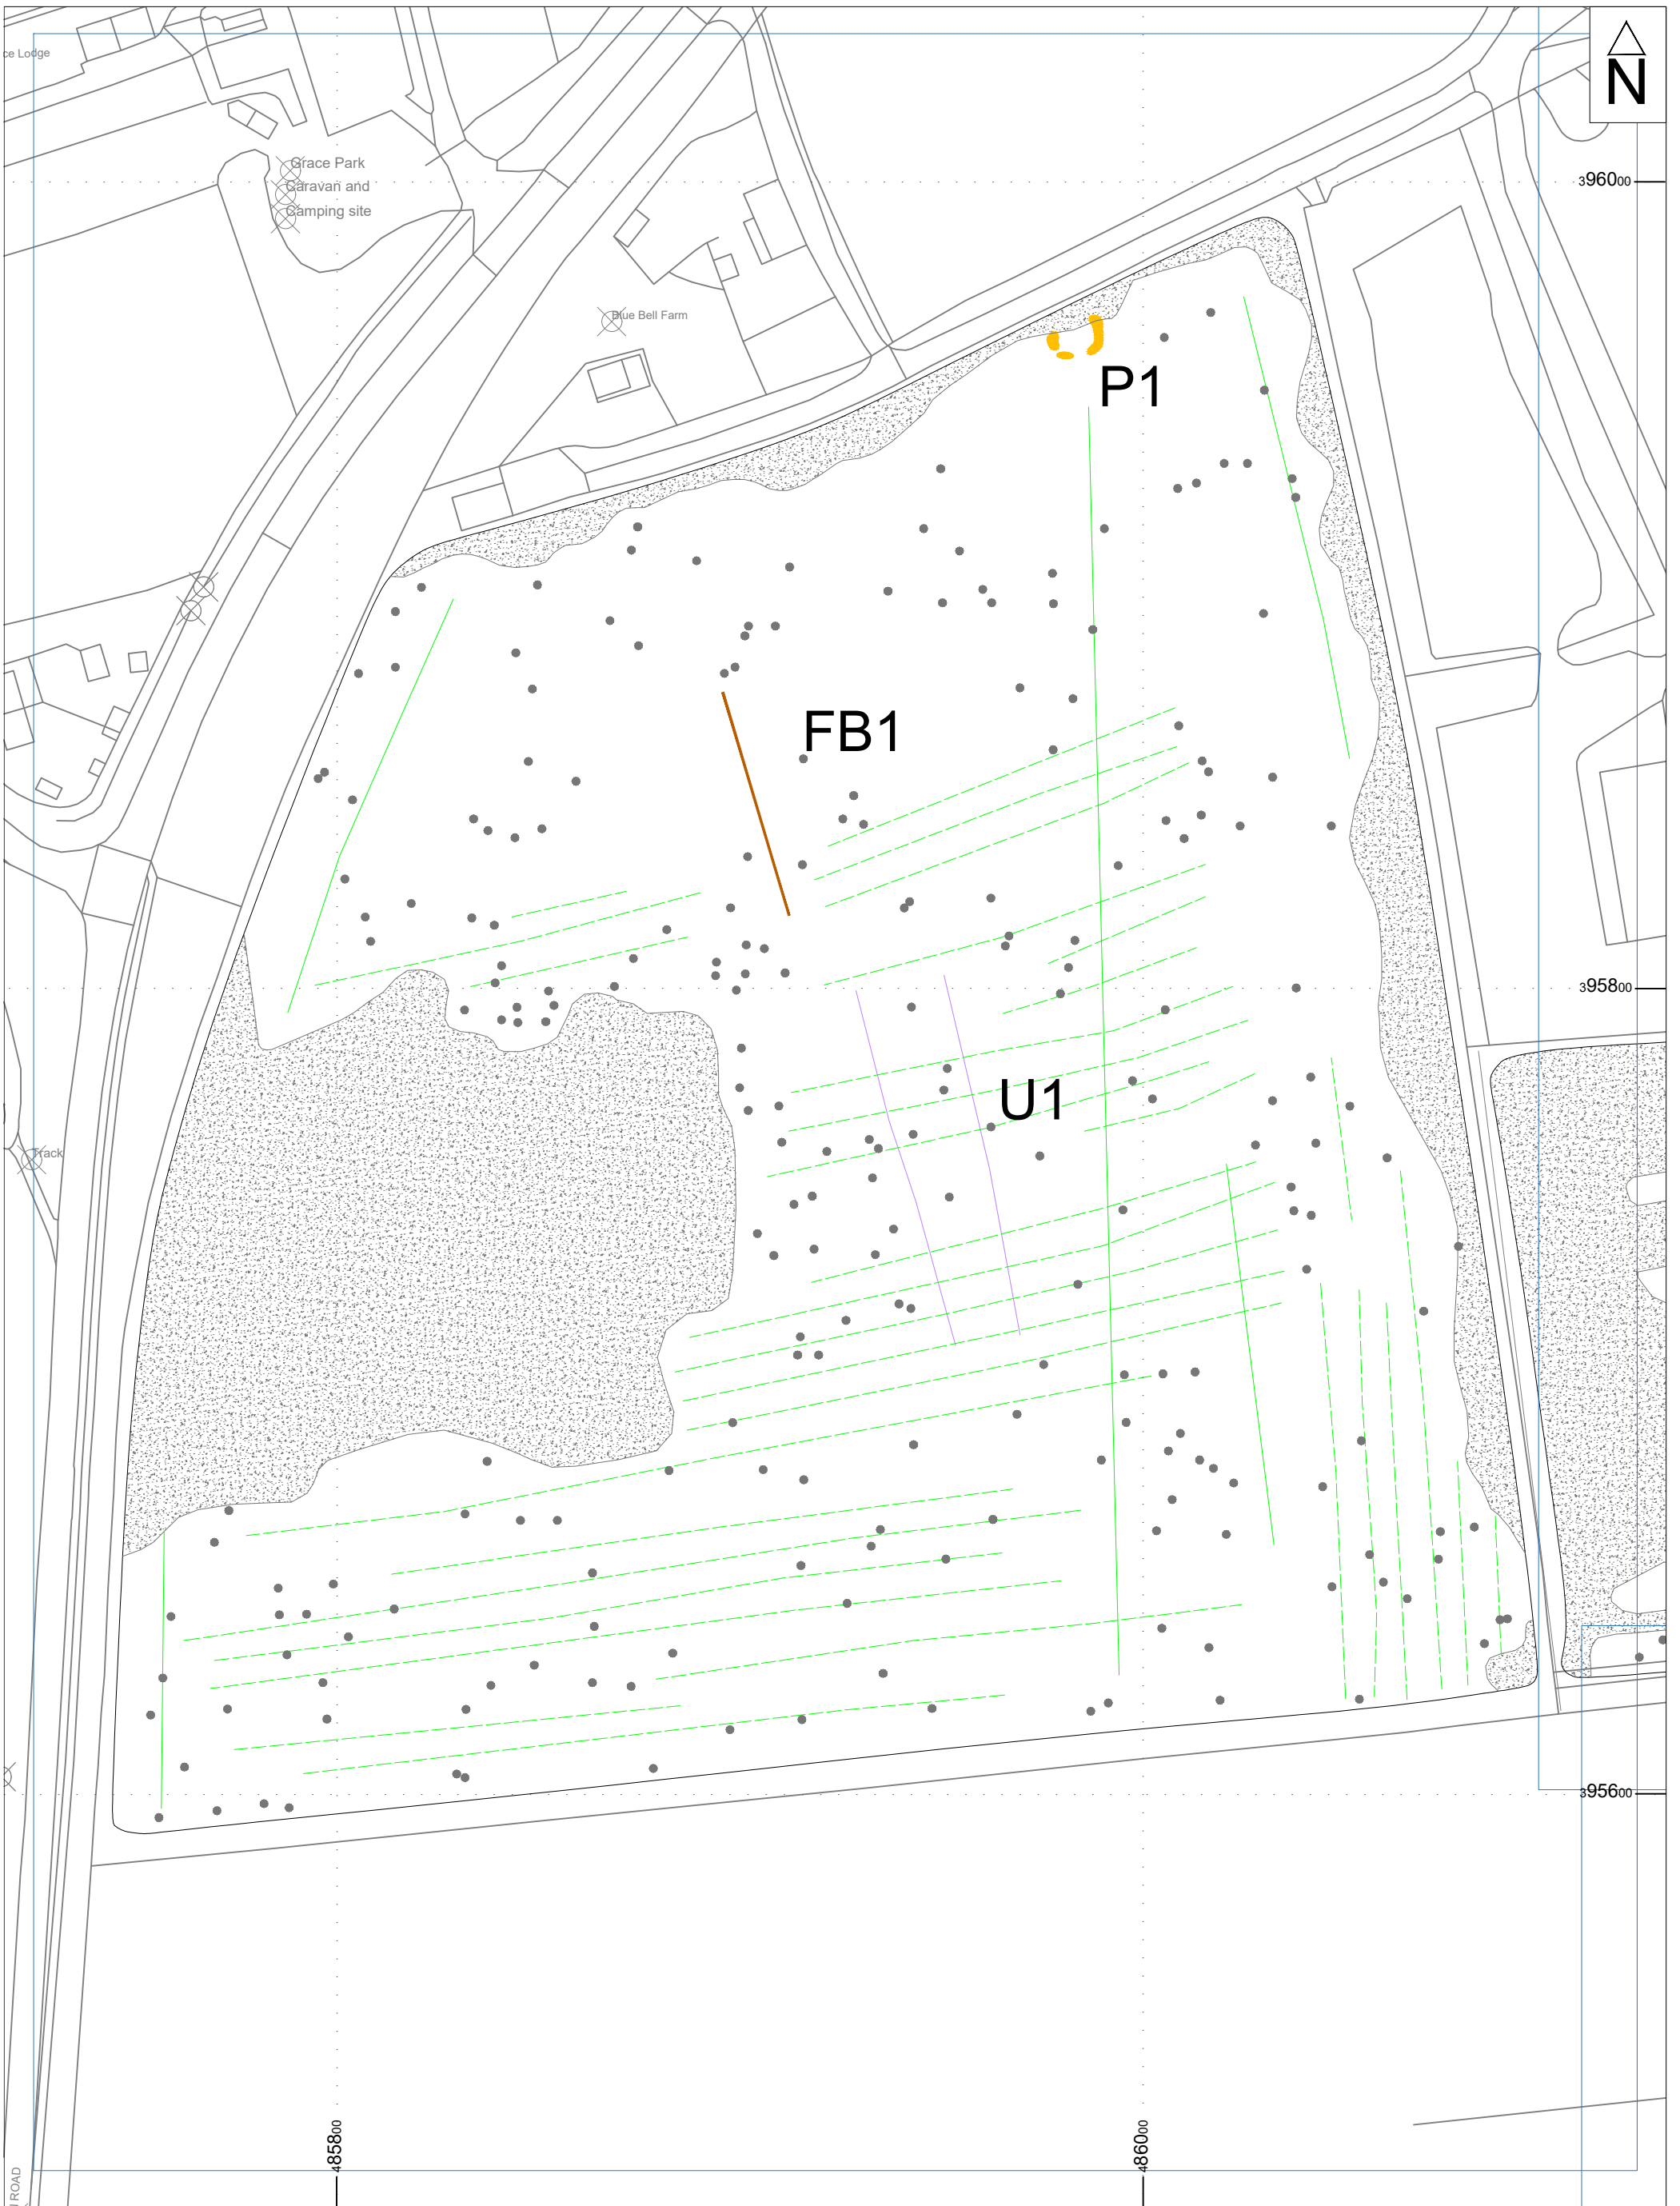 ce Lodge
N
Grace Park
Caravan and
Camping site
396000
Blue Bell Farm
P1
FB1
395800
U1
Track
395600
485800
486000
ROAD